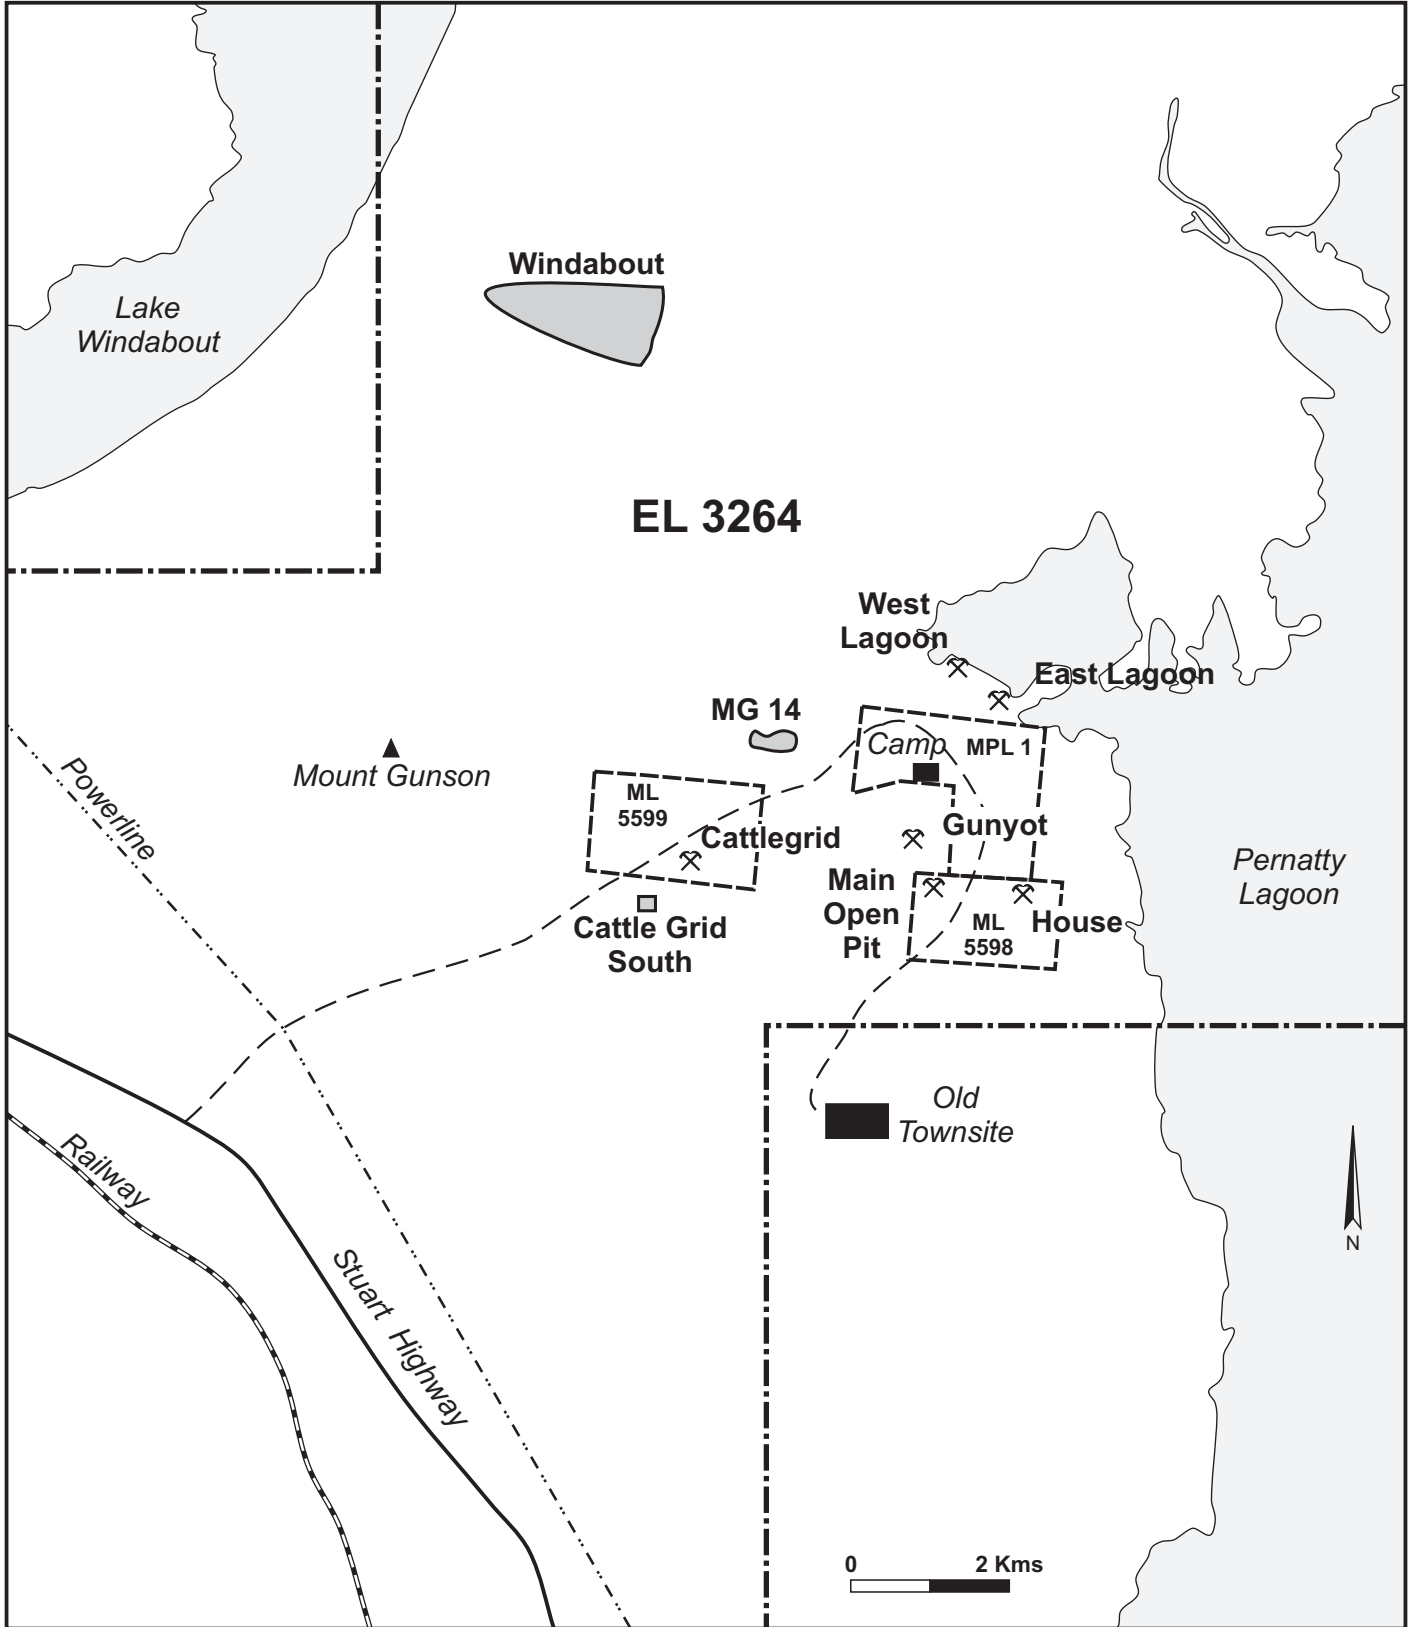 Windabout
Lake
Windabout
EL 3264
West
Lagoon
East Lagoon
MG 14
Camp
MPL 1
Mount Gunson
Powerline
ML
5599
Cattlegrid
Gunyot
Pernatty
Lagoon
Main
Open
Pit
House
ML
5598
Cattle Grid
South
Old
Townsite
Railway
Stuart Highway
N
0 2 Kms